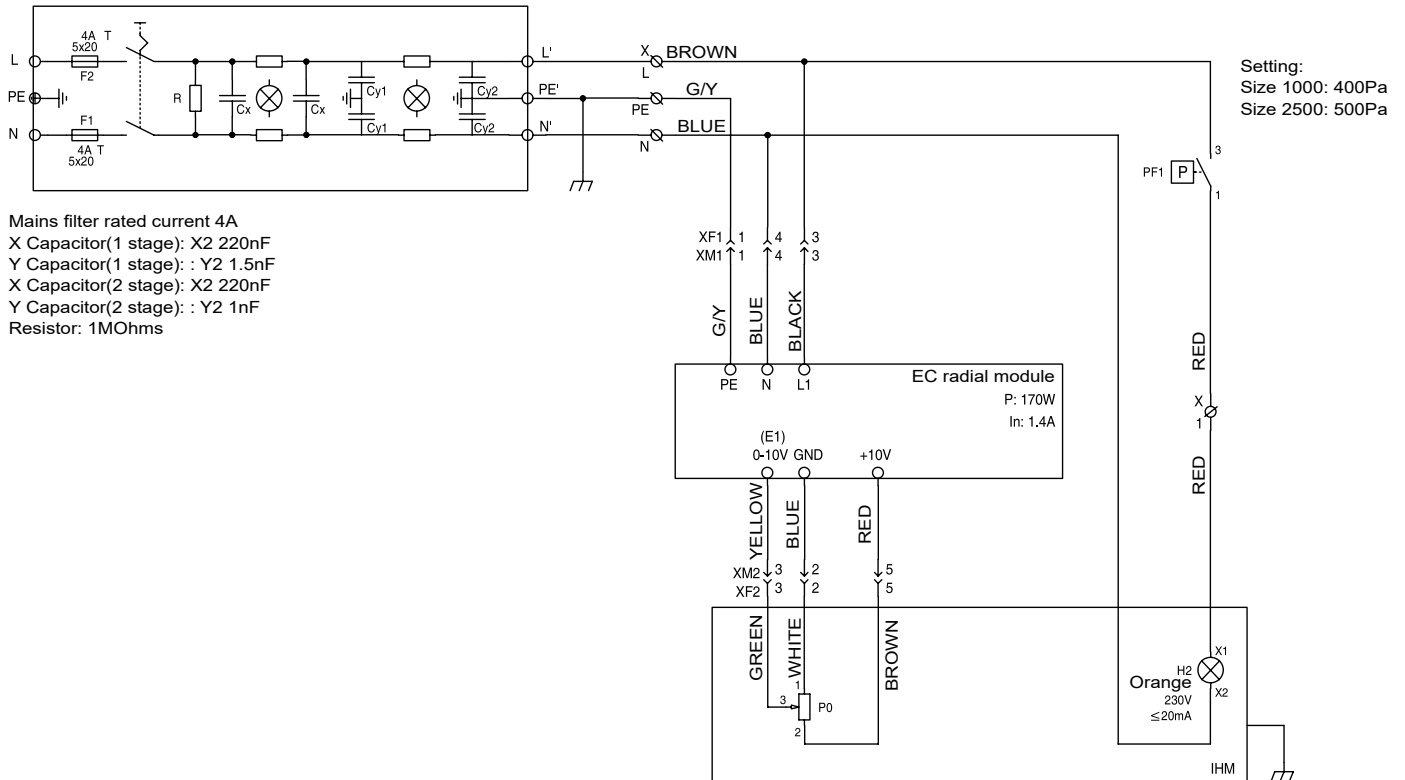 4A T
5x20
F2
L
PE
N
F1
4A T
5x20
R
Cx
Cx
Cy1
Cy1
Cy2
Cy2
L'
PE'
N'
X
L
BROWN
PE
G/Y
N
BLUE
Setting:
Size 1000: 400Pa
Size 2500: 500Pa
Mains filter rated current 4A
X Capacitor(1 stage): X2 220nF
Y Capacitor(1 stage): : Y2 1.5nF
X Capacitor(2 stage): X2 220nF
Y Capacitor(2 stage): : Y2 1nF
Resistor: 1MOhms
PF1
P
3
1
XF1 1 4 3
XM1 1 4 3
G/Y
BLUE
BLACK
RED
PE N L1
EC radial module
P: 170W
In: 1.4A
X
1
RED
(E1)
0-10V GND +10V
YELLOW
BLUE
RED
XM2 3 2 5
XF2 3 2 5
GREEN
WHITE
BROWN
1
3
P0
2
X1
H2
Orange
X2
230V
≤20mA
IHM